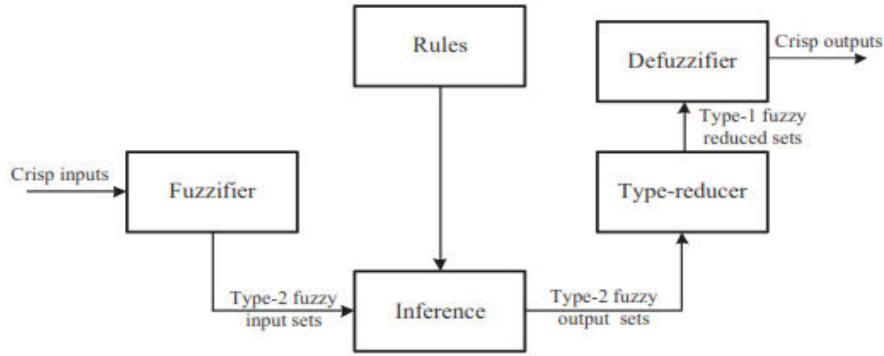 Rules
Crisp outputs
Defuzzifier
Type-1 fuzzy
reduced sets
Crisp inputs
Fuzzifier
Type-reducer
Type-2 fuzzy
input sets
Inference
Type-2 fuzzy
output sets